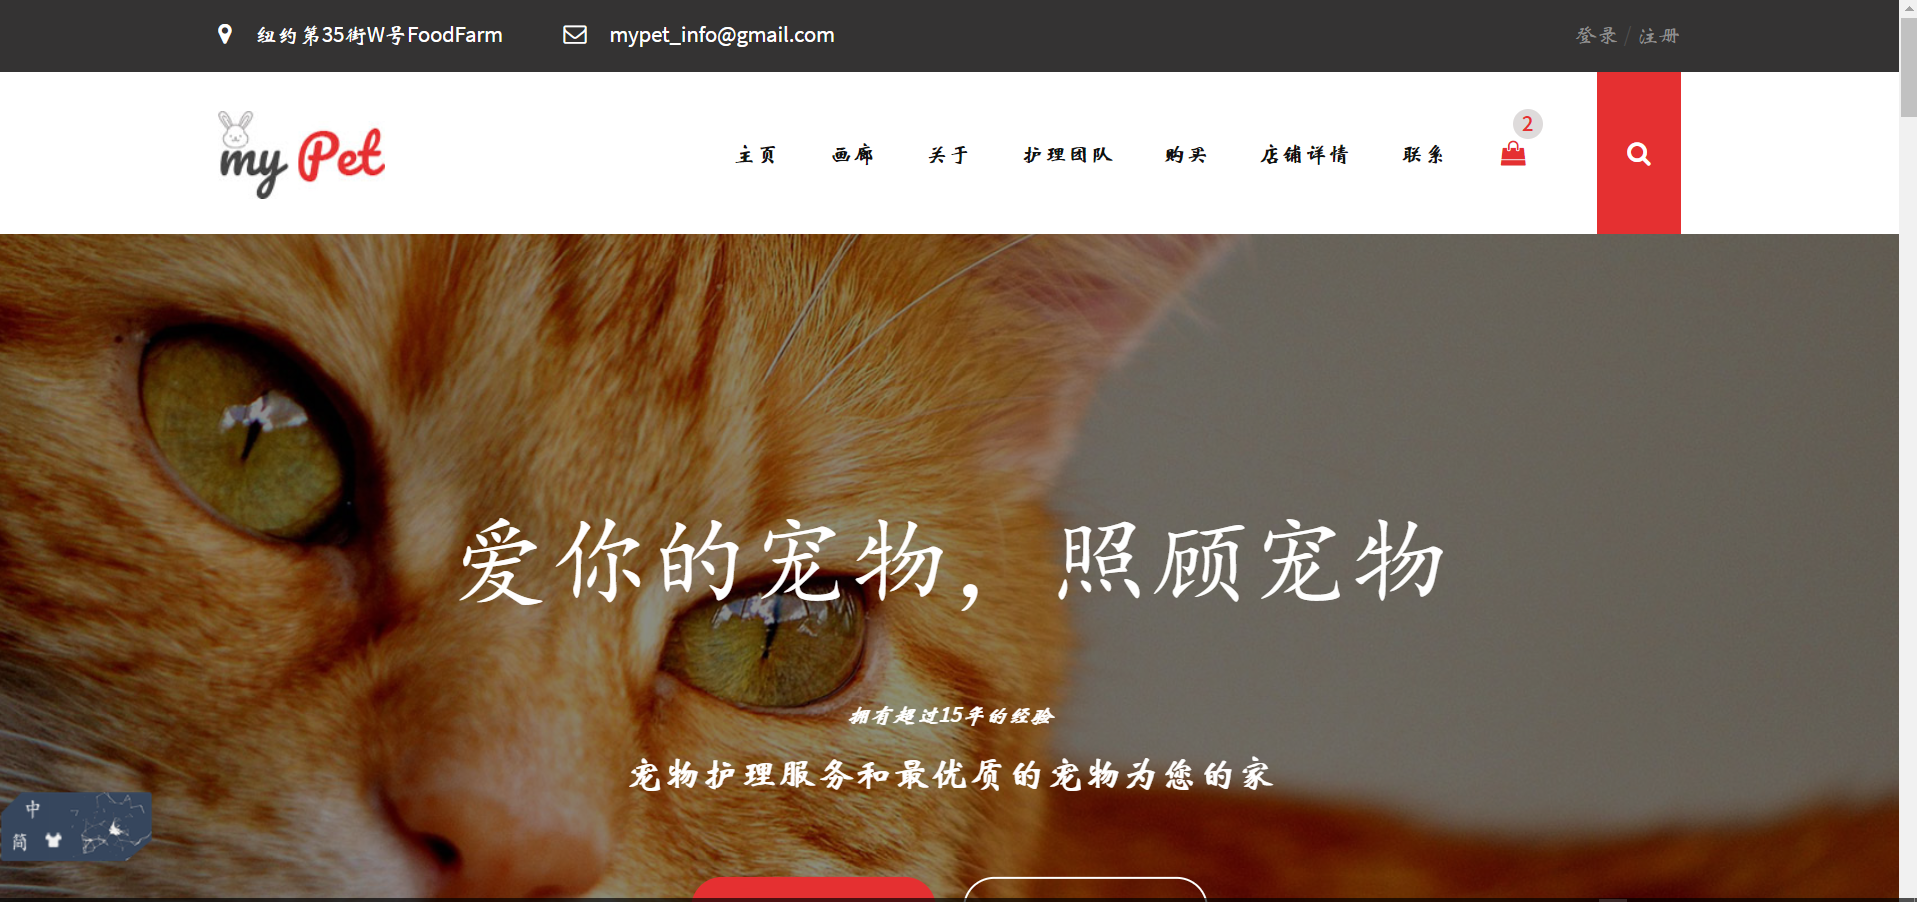 纽约第35街W号FoodFarm
mypet_info@gmail.com
登录 / 注册
my Pet
主页 画廊 关于 护理团队 购买 店铺详情 联系 2
爱你的宠物，照顾宠物
拥有超过15年的经验
宠物护理服务和最优质的宠物为您的家
中
简